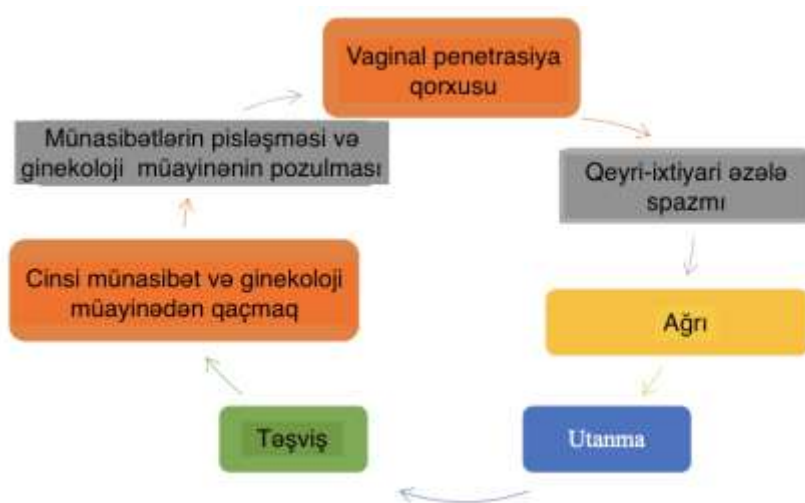 Vaginal penetrasiya
qorxusu
Qeyri-ixtiyari əzələ
spazmı
Ağrı
Utanma
Təşviş
Cinsi münasibət və ginekoloji
müayinədən qaçmaq
Münasibətlərin pisləşməsi və
ginekoloji müayinənin pozulması